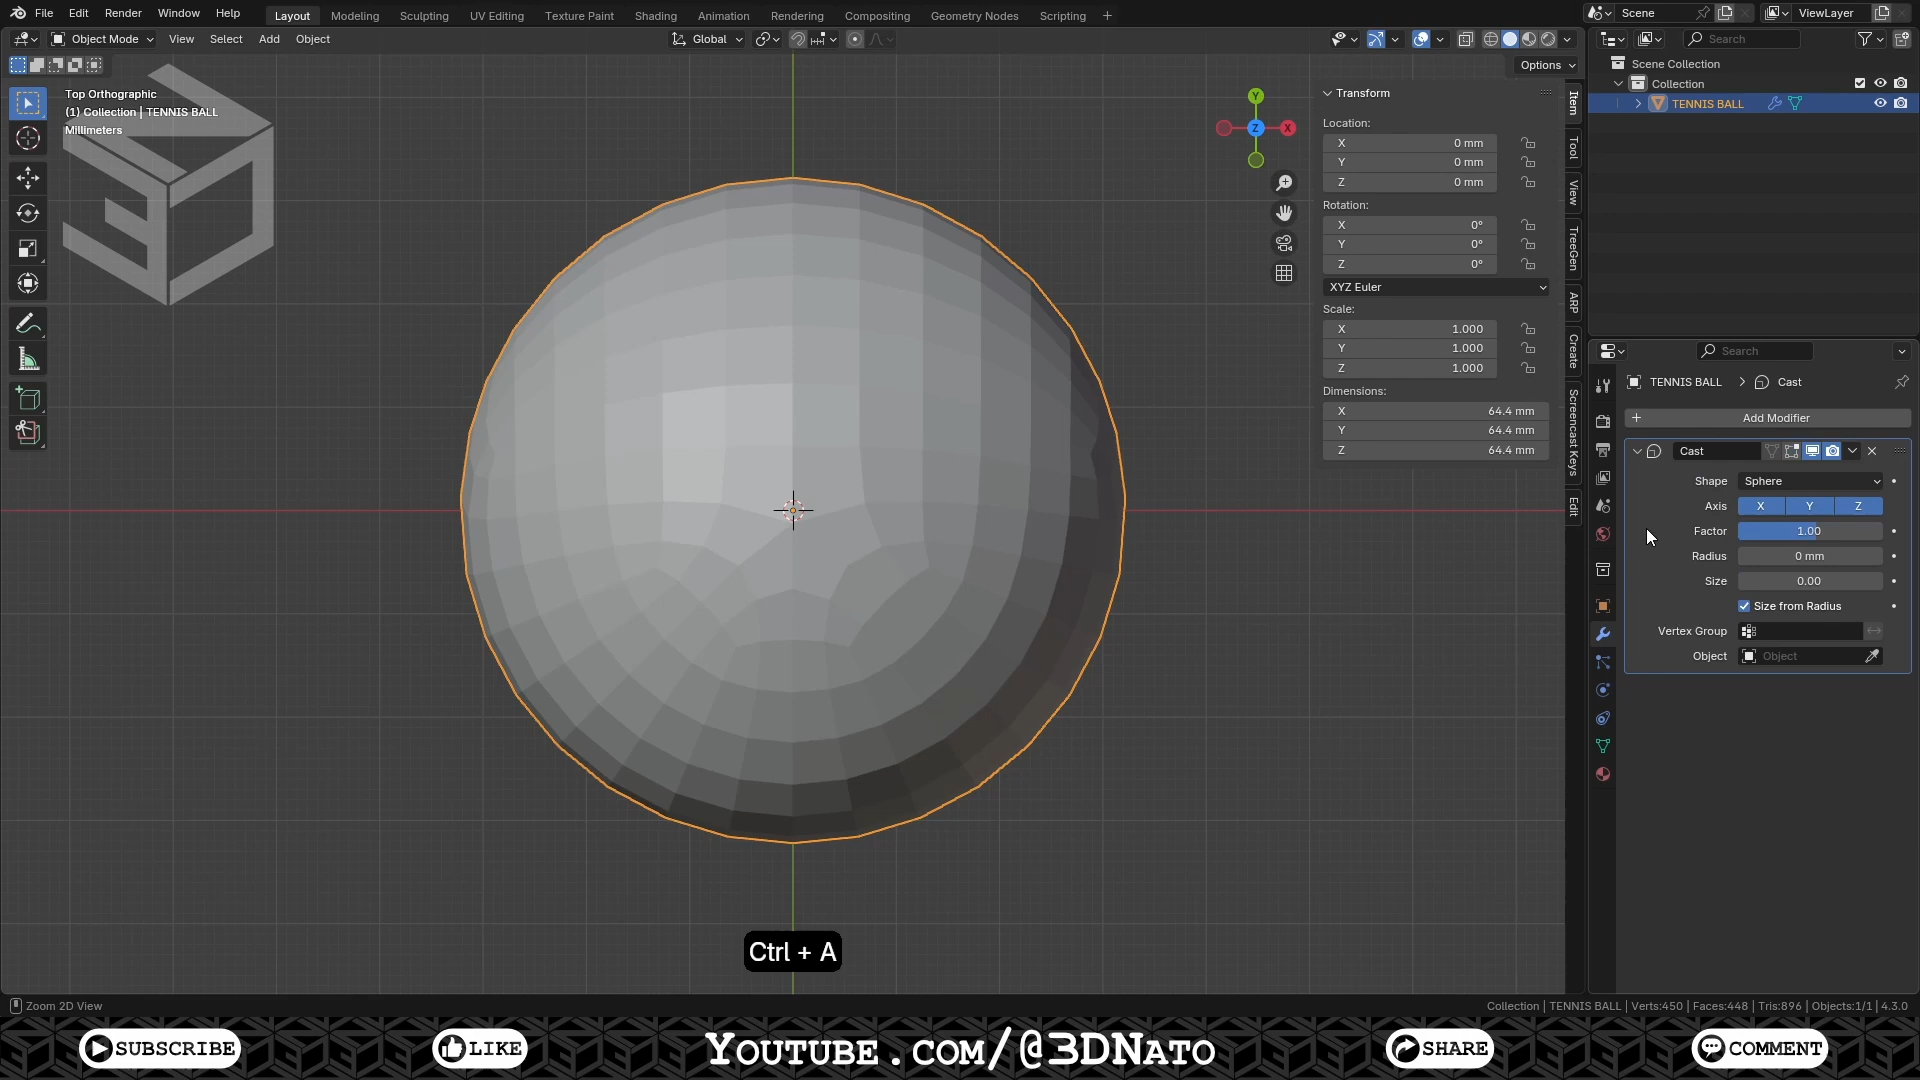 File Edit Render Window Help Layout Modeling Sculpting UV Editing Texture Paint Shading Animation Rendering Compositing Geometry Nodes Scripting + Scene ViewLayer
Object Mode View Select Add Object Global Search
Options
Top Orthographic
(1) Collection | TENNIS BALL
Millimeters
Y
Z X
Transform
Location:
X 0 mm
Y 0 mm
Z 0 mm
Rotation:
X 0°
Y 0°
Z 0°
XYZ Euler
Scale:
X 1.000
Y 1.000
Z 1.000
Dimensions:
X 64.4 mm
Y 64.4 mm
Z 64.4 mm
Item
Tool
View
TreeGen
ARP
Create
Screencast Keys
Edit
Scene Collection
Collection
TENNIS BALL
Search
TENNIS BALL > Cast
+ Add Modifier
Cast
Shape Sphere
Axis X Y Z
Factor 1.00
Radius 0 mm
Size 0.00
Size from Radius
Vertex Group
Object Object
Ctrl + A
Zoom 2D View
Collection | TENNIS BALL | Verts:450 | Faces:448 | Tris:896 | Objects:1/1 | 4.3.0
SUBSCRIBE LIKE YOUTUBE.COM/@3DNATO SHARE COMMENT